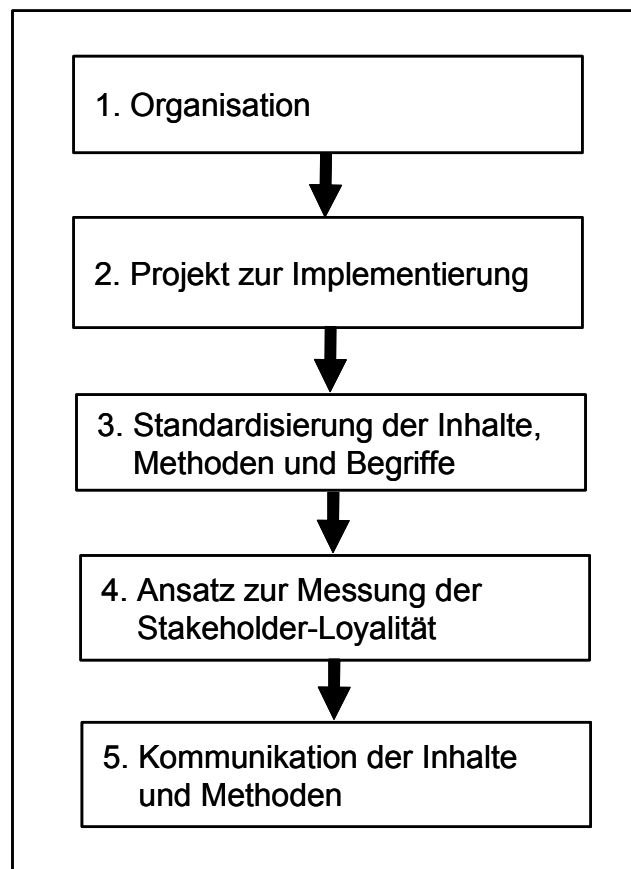 1. Organisation
2. Projekt zur Implementierung
3. Standardisierung der Inhalte,
Methoden und Begriffe
4. Ansatz zur Messung der
Stakeholder-Loyalität
5. Kommunikation der Inhalte
und Methoden